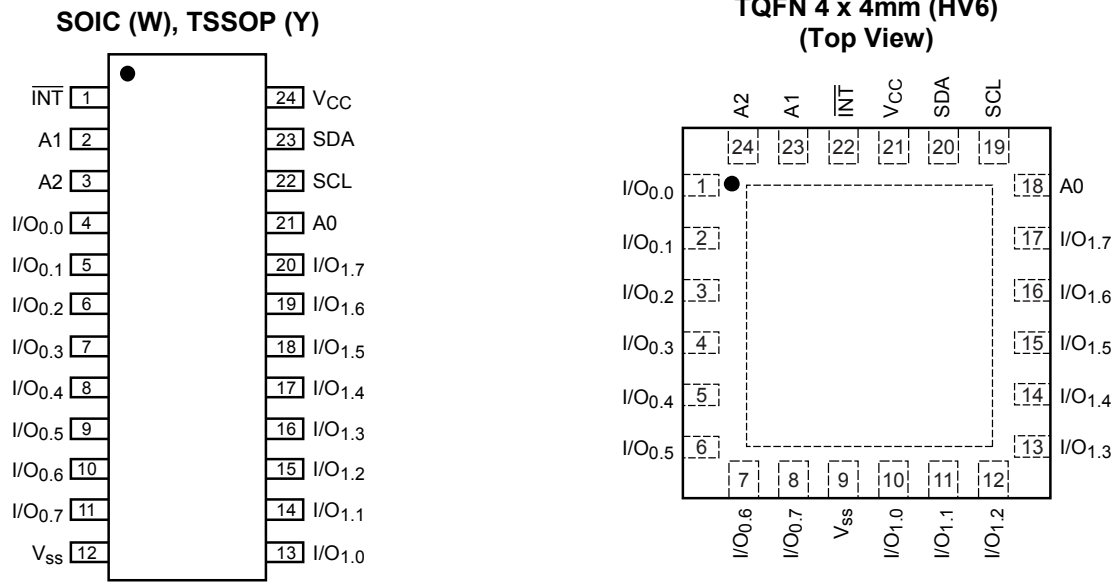 SOIC (W), TSSOP (Y)
INT 1
A1 2
A2 3
I/O0.0 4
I/O0.1 5
I/O0.2 6
I/O0.3 7
I/O0.4 8
I/O0.5 9
I/O0.6 10
I/O0.7 11
VSS 12
24 VCC
23 SDA
22 SCL
21 A0
20 I/O1.7
19 I/O1.6
18 I/O1.5
17 I/O1.4
16 I/O1.3
15 I/O1.2
14 I/O1.1
13 I/O1.0
TQFN 4 x 4mm (HV6)
(Top View)
A2 A1 INT VCC SDA SCL
24 23 22 21 20 19
I/O0.0 1
I/O0.1 2
I/O0.2 3
I/O0.3 4
I/O0.4 5
I/O0.5 6
18 A0
17 I/O1.7
16 I/O1.6
15 I/O1.5
14 I/O1.4
13 I/O1.3
7 8 9 10 11 12
I/O0.6 I/O0.7 Vss I/O1.0 I/O1.1 I/O1.2